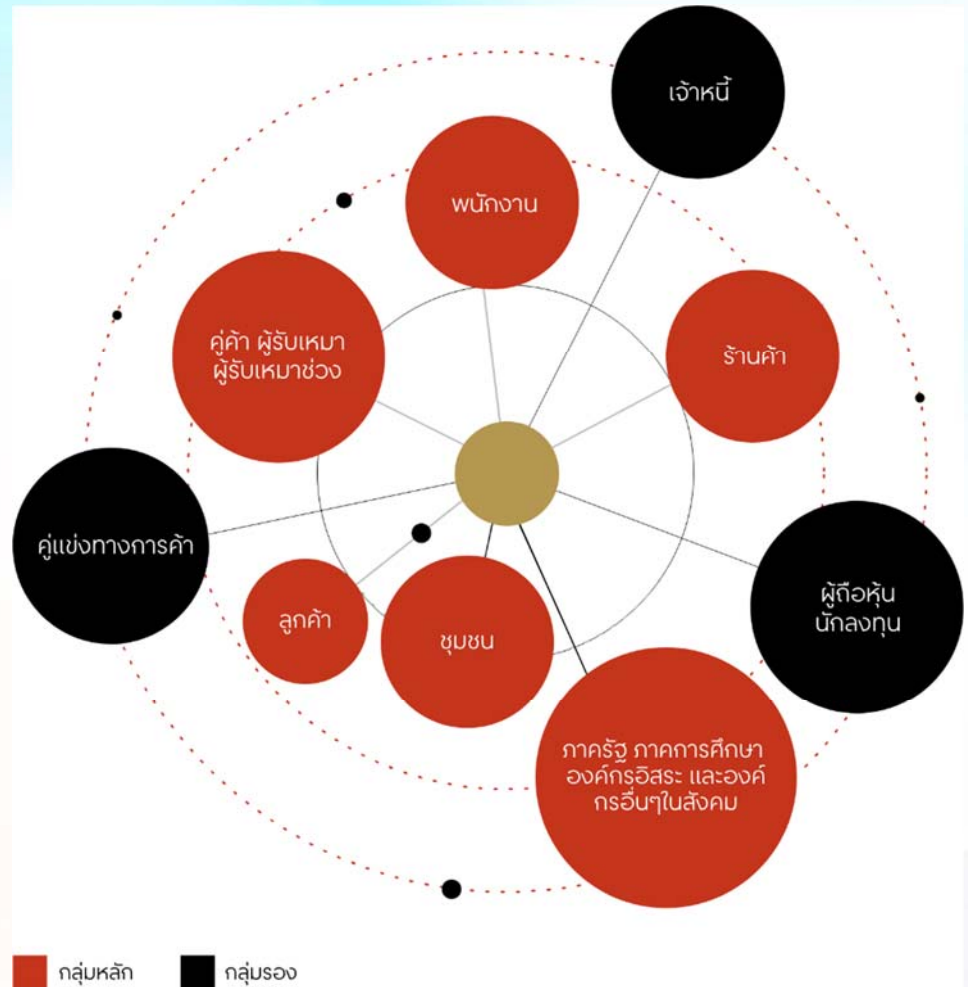 เจ้าหนี้
พนักงาน
คู่ค้า ผู้รับเหมา
ผู้รับเหมาช่วง
ร้านค้า
คู่แข่งทางการค้า
ลูกค้า
ชุมชน
ผู้ถือหุ้น
นักลงทุน
ภาครัฐ ภาคการศึกษา
องค์กรอิสระ และองค์
กรอื่นๆในสังคม
กลุ่มหลัก
กลุ่มรอง